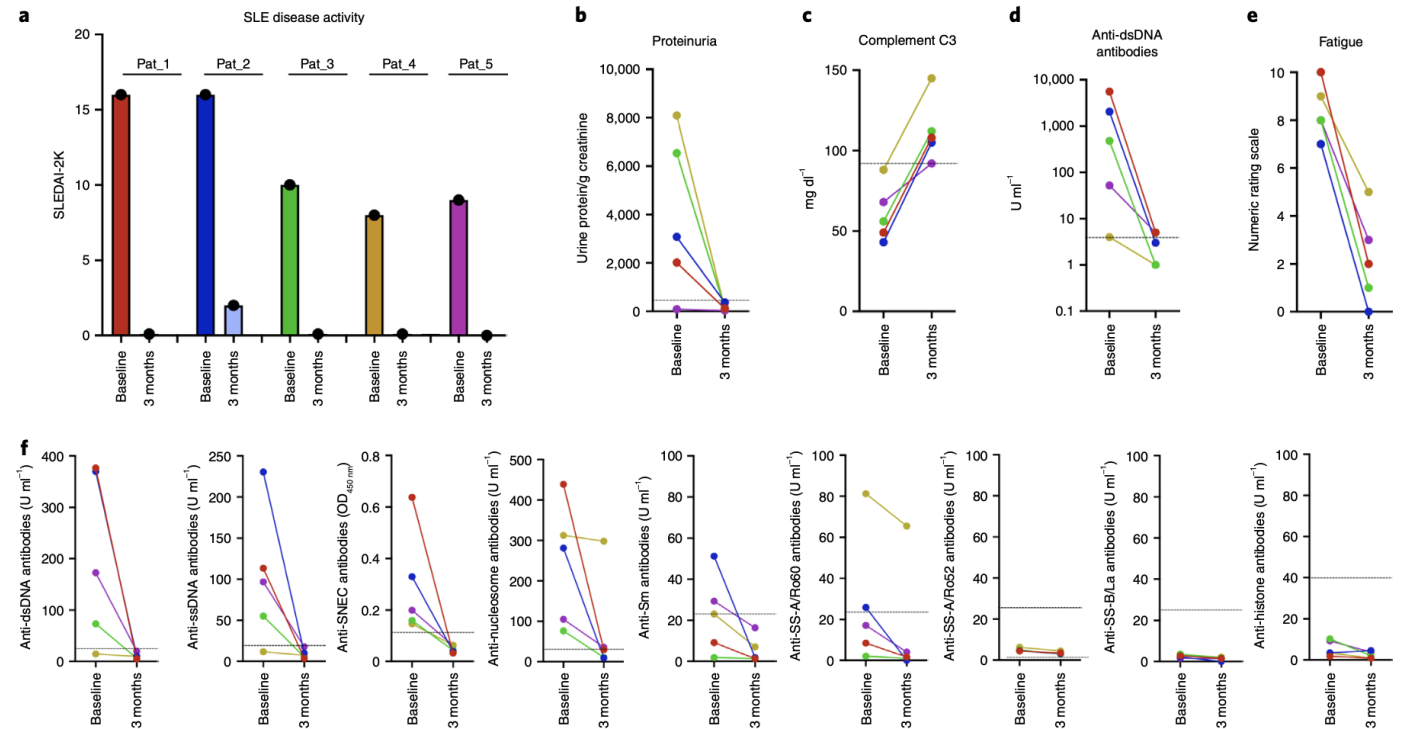 a
SLE disease activity
SLEDAI-2K
20
15
10
5
0
Pat_1
Pat_2
Pat_3
Pat_4
Pat_5
Baseline
3 months
Baseline
3 months
Baseline
3 months
Baseline
3 months
Baseline
3 months
b
Proteinuria
Urine protein/g creatinine
10,000
8,000
6,000
4,000
2,000
0
Baseline
3 months
c
Complement C3
mg dl⁻¹
150
100
50
0
Baseline
3 months
d
Anti-dsDNA
antibodies
U ml⁻¹
10,000
1,000
100
10
1
0.1
Baseline
3 months
e
Fatigue
Numeric rating scale
10
8
6
4
2
0
Baseline
3 months
f
Anti-dsDNA antibodies (U ml⁻¹)
400
300
200
100
0
Baseline
3 months
Anti-ssDNA antibodies (U ml⁻¹)
250
200
150
100
50
0
Baseline
3 months
Anti-SNEC antibodies (OD450 nm)
0.8
0.6
0.4
0.2
0
Baseline
3 months
Anti-nucleosome antibodies (U ml⁻¹)
500
400
300
200
100
0
Baseline
3 months
Anti-Sm antibodies (U ml⁻¹)
100
80
60
40
20
0
Baseline
3 months
Anti-SS-A/Ro60 antibodies (U ml⁻¹)
100
80
60
40
20
0
Baseline
3 months
Anti-SS-A/Ro52 antibodies (U ml⁻¹)
100
80
60
40
20
0
Baseline
3 months
Anti-SS-B/La antibodies (U ml⁻¹)
100
80
60
40
20
0
Baseline
3 months
Anti-histone antibodies (U ml⁻¹)
100
80
60
40
20
0
Baseline
3 months